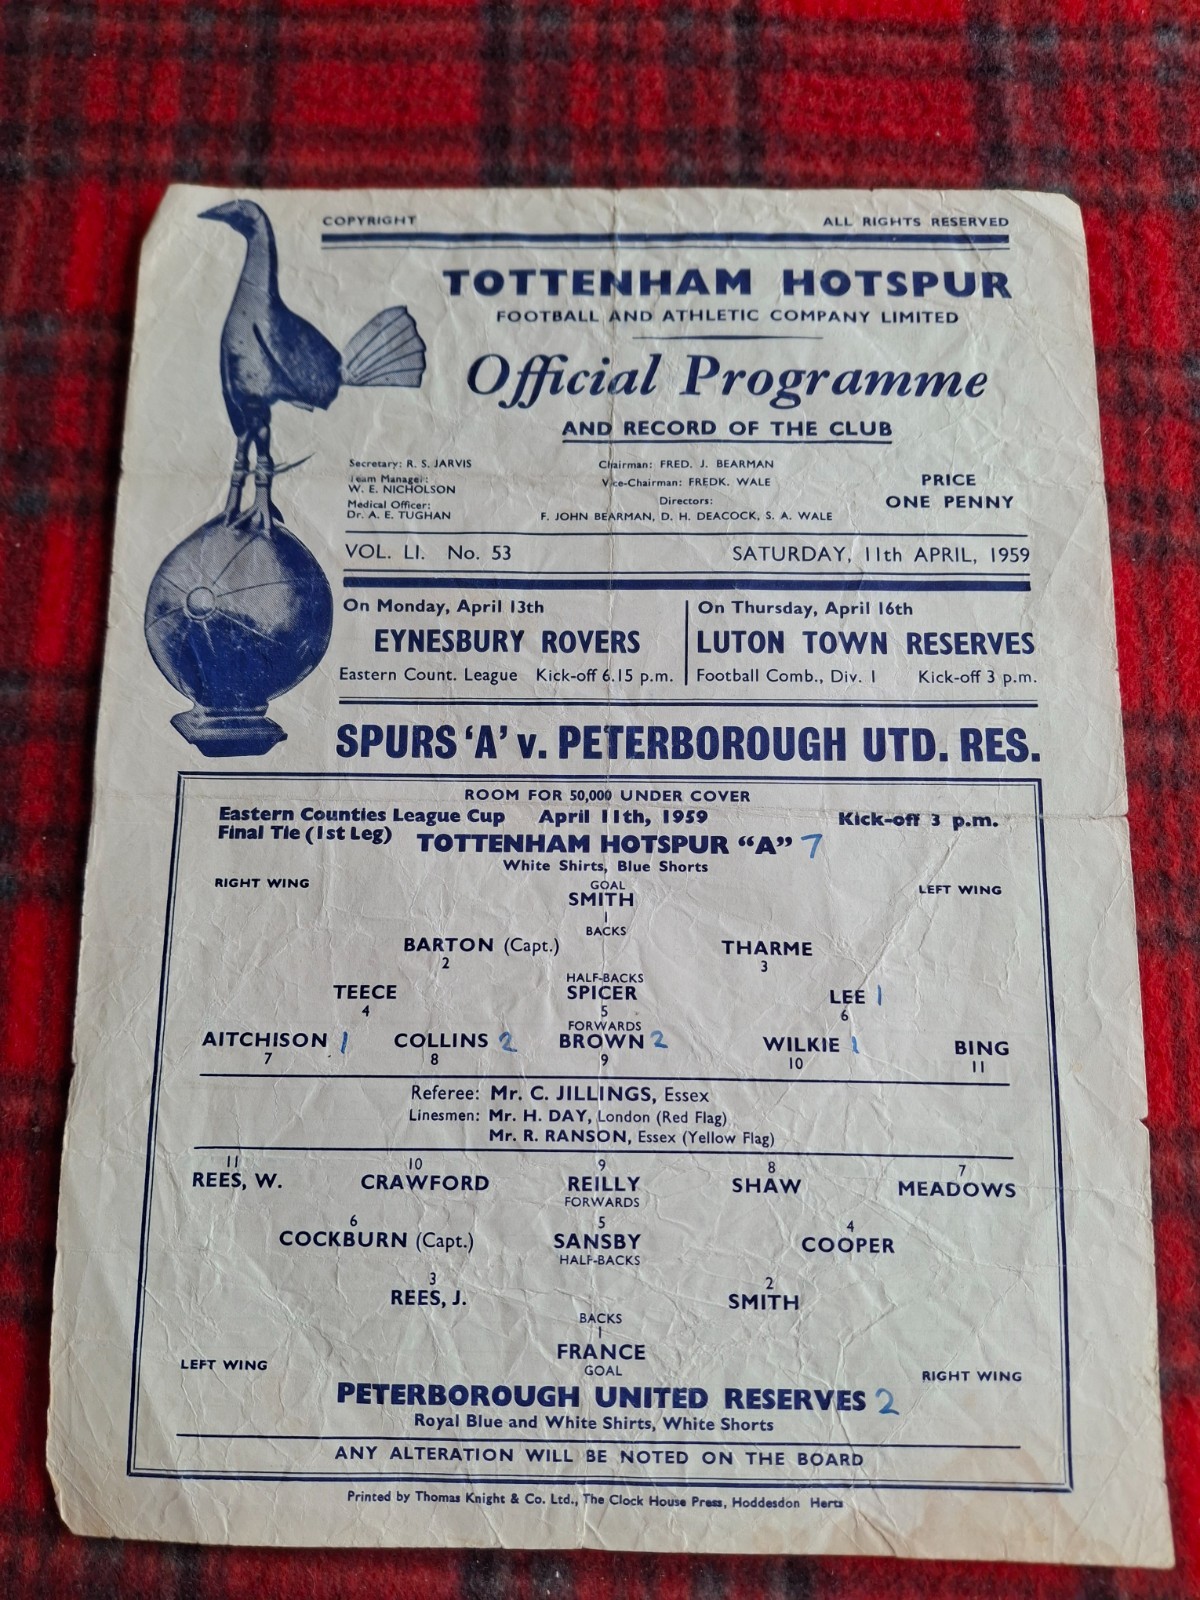 COPYRIGHT ALL RIGHTS RESERVED
TOTTENHAM HOTSPUR
FOOTBALL AND ATHLETIC COMPANY LIMITED
Official Programme
AND RECORD OF THE CLUB
Secretary: R. S. JARVIS
Team Manager:
W. E. NICHOLSON
Medical Officer:
Dr. A. E. TUGHAN
Chairman: FRED. J. BEARMAN
Vice-Chairman: FREDK. WALE
Directors:
F. JOHN BEARMAN, D. H. DEACOCK, S. A. WALE
PRICE
ONE PENNY
VOL. LI. No. 53 SATURDAY, 11th APRIL, 1959
On Monday, April 13th
EYNESBURY ROVERS
Eastern Count. League Kick-off 6.15 p.m.
On Thursday, April 16th
LUTON TOWN RESERVES
Football Comb., Div. 1 Kick-off 3 p.m.
SPURS 'A' v. PETERBOROUGH UTD. RES.
ROOM FOR 50,000 UNDER COVER
Eastern Counties League Cup April 11th, 1959 Kick-off 3 p.m.
Final Tie (1st Leg) TOTTENHAM HOTSPUR "A" 7
White Shirts, Blue Shorts
RIGHT WING GOAL LEFT WING
SMITH
1
BACKS
BARTON (Capt.) THARME
2 3
HALF-BACKS
TEECE SPICER LEE 1
4 5 6
FORWARDS
AITCHISON 1 COLLINS 2 BROWN 2 WILKIE 1 BING
7 8 9 10 11
Referee: Mr. C. JILLINGS, Essex
Linesmen: Mr. H. DAY, London (Red Flag)
Mr. R. RANSON, Essex (Yellow Flag)
11 10 9 8 7
REES, W. CRAWFORD REILLY SHAW MEADOWS
FORWARDS
6 5 4
COCKBURN (Capt.) SANSBY COOPER
HALF-BACKS
3 2
REES, J. SMITH
BACKS
1
FRANCE
LEFT WING GOAL RIGHT WING
PETERBOROUGH UNITED RESERVES 2
Royal Blue and White Shirts, White Shorts
ANY ALTERATION WILL BE NOTED ON THE BOARD
Printed by Thomas Knight & Co. Ltd., The Clock House Press, Hoddesdon Herts